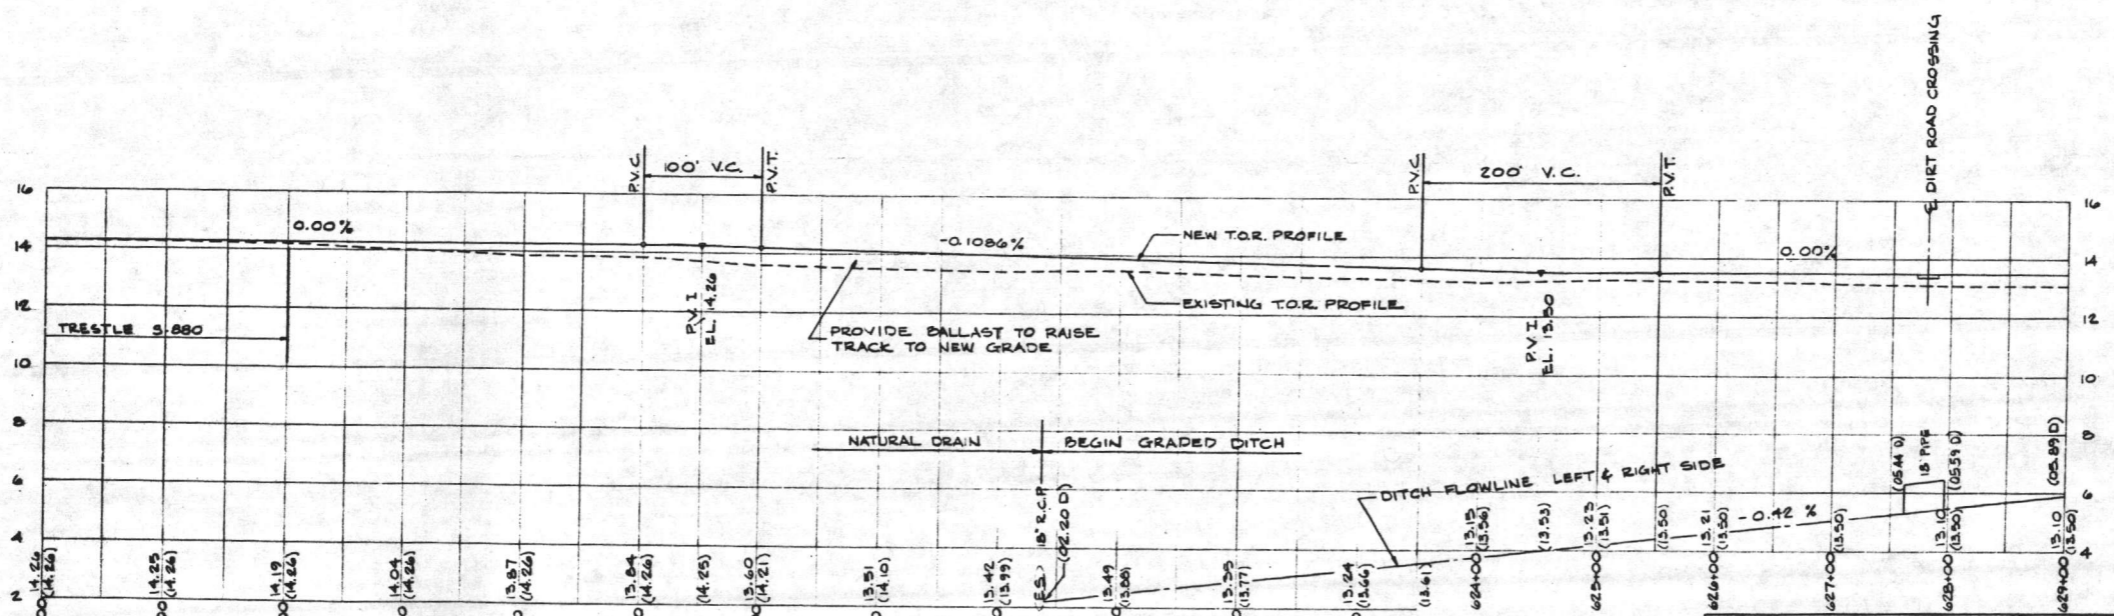 ℄ DIRT ROAD CROSSING
P.V.C.
100' V.C.
P.V.T.
P.V.C.
200' V.C.
P.V.T.
16
16
0.00%
-0.1086%
NEW T.O.R. PROFILE
0.00%
14
14
EXISTING T.O.R. PROFILE
P.V.I.
EL. 14.26
P.V.I.
EL. 13.50
12
12
TRESTLE S-880
PROVIDE BALLAST TO RAISE
TRACK TO NEW GRADE
10
10
8
8
NATURAL DRAIN
BEGIN GRADED DITCH
DITCH FLOWLINE LEFT & RIGHT SIDE
(05.44 D)
18" PIPE
(05.59 D)
(05.89 D)
6
6
- 0.42 %
(E.S.) 18" R.C.P.
(02.20 D)
4
4
2
14.26
(14.26)
14.25
(14.26)
14.19
(14.26)
14.04
(14.26)
13.87
(14.26)
13.84
(14.26)
(14.25)
13.60
(14.21)
13.51
(14.10)
13.42
(13.99)
13.49
(13.88)
(13.77)
13.24
(13.66)
(13.61)
624+00 13.15
(13.56)
(13.53)
625+00 13.23
(13.51)
(13.50)
626+00 13.21
(13.50)
627+00
(13.50)
628+00 13.10
(13.50)
629+00 13.10
(13.50)